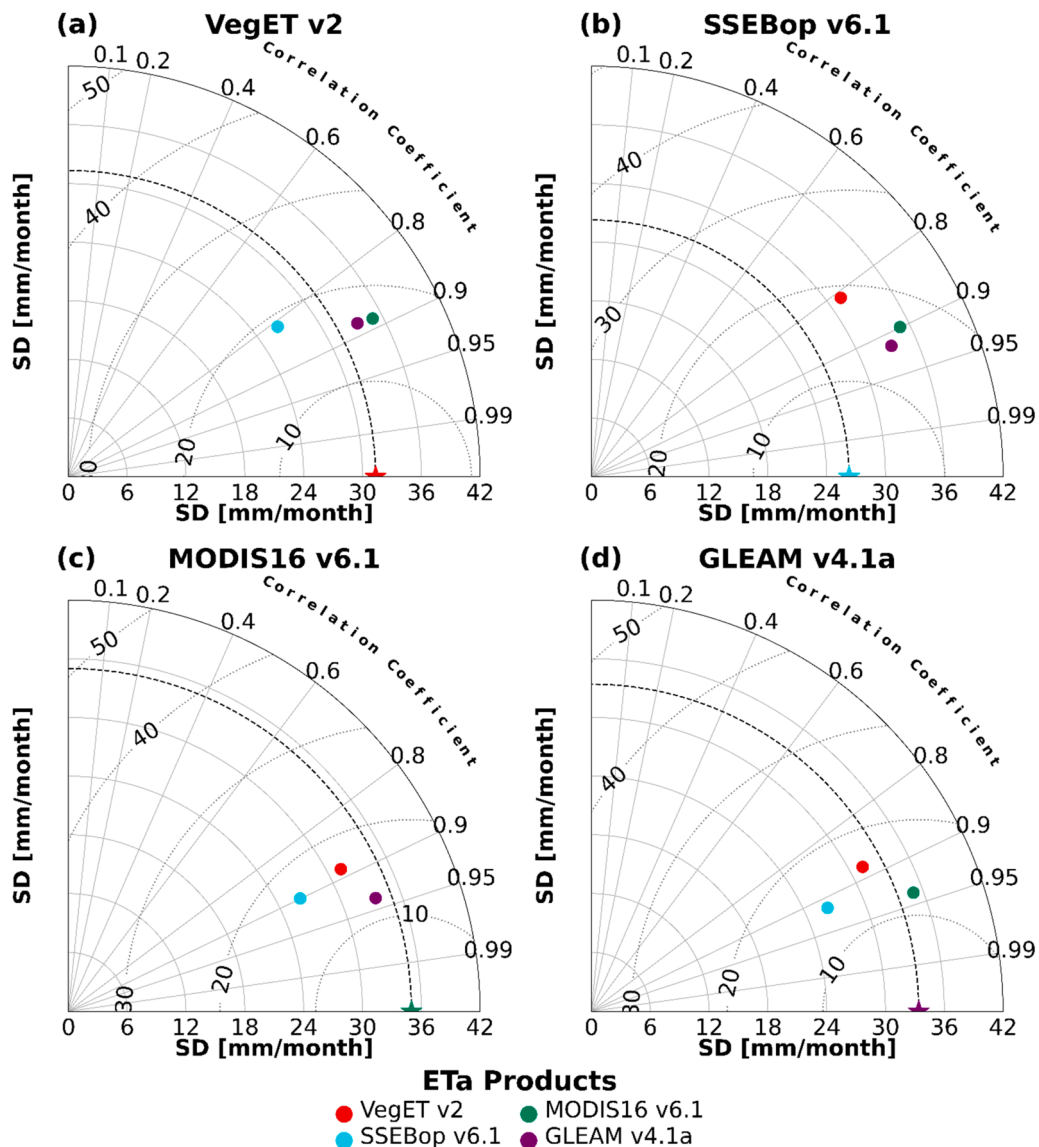 (a) VegET v2
Correlation Coefficient
0.1 0.2 0.4 0.6 0.8 0.9 0.95 0.99
50 40 20 10 0
SD [mm/month]
0 6 12 18 24 30 36 42
SD [mm/month]
(b) SSEBop v6.1
Correlation Coefficient
0.1 0.2 0.4 0.6 0.8 0.9 0.95 0.99
40 30 20 10
SD [mm/month]
0 6 12 18 24 30 36 42
SD [mm/month]
(c) MODIS16 v6.1
Correlation Coefficient
0.1 0.2 0.4 0.6 0.8 0.9 0.95 0.99
50 40 30 20 10
SD [mm/month]
0 6 12 18 24 30 36 42
SD [mm/month]
(d) GLEAM v4.1a
Correlation Coefficient
0.1 0.2 0.4 0.6 0.8 0.9 0.95 0.99
50 40 30 20 10
SD [mm/month]
0 6 12 18 24 30 36 42
SD [mm/month]
ETa Products
VegET v2 MODIS16 v6.1
SSEBop v6.1 GLEAM v4.1a